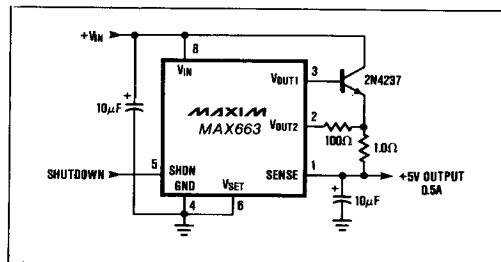 +VIN
8
VIN
VOUT1
3
2N4237
10µF
MAXIM
MAX663
VOUT2
2
100Ω
1.0Ω
SHUTDOWN
5
SHDN
GND
VSET
SENSE
1
+5V OUTPUT
0.5A
4
6
10µF